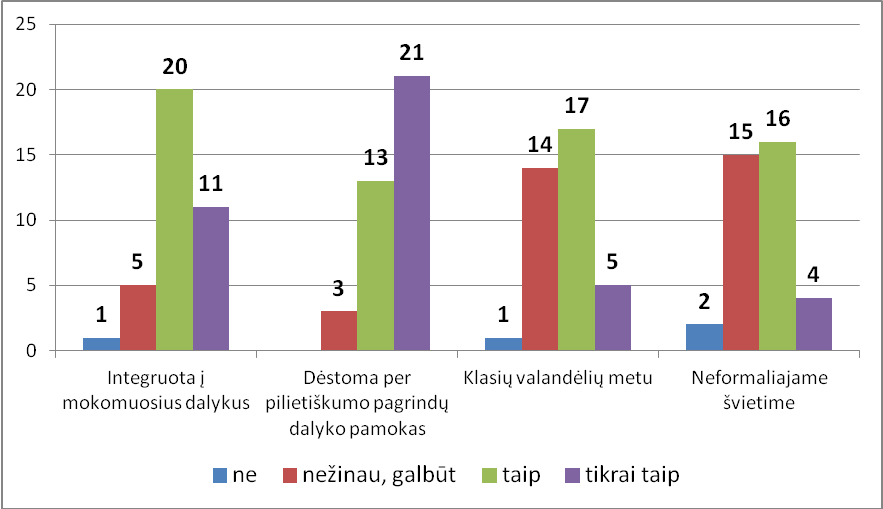 25
20
15
10
5
0
1
5
20
11
3
13
21
1
14
17
5
2
15
16
4
Integruota į
mokomuosius dalykus
Dėstoma per
pilietiškumo pagrindų
dalyko pamokas
Klasių valandėlių metu
Neformaliajame
švietime
ne
nežinau, galbūt
taip
tikrai taip